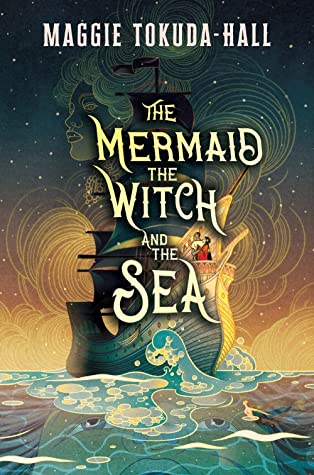 MAGGIE TOKUDA-HALL
THE
MERMAID
THE
WITCH
AND
THE
SEA